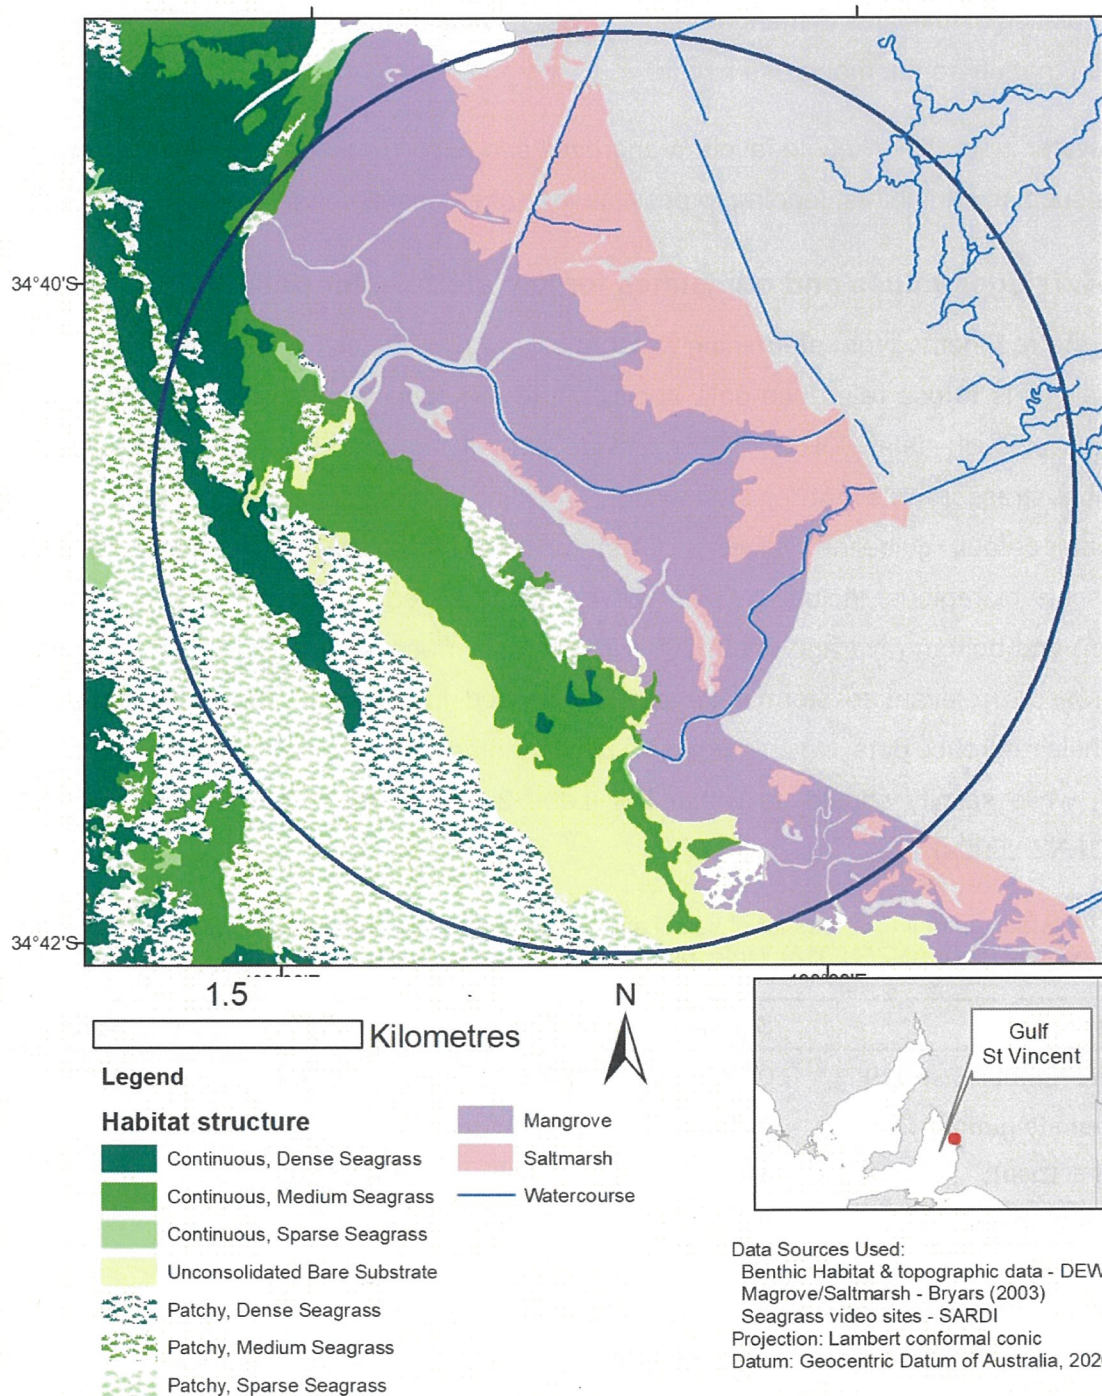 34°40'S
34°42'S
1.5
Kilometres
N
Legend
Habitat structure
Continuous, Dense Seagrass
Continuous, Medium Seagrass
Continuous, Sparse Seagrass
Unconsolidated Bare Substrate
Patchy, Dense Seagrass
Patchy, Medium Seagrass
Patchy, Sparse Seagrass
Mangrove
Saltmarsh
Watercourse
Gulf
St Vincent
Data Sources Used:
Benthic Habitat & topographic data - DEW
Magrove/Saltmarsh - Bryars (2003)
Seagrass video sites - SARDI
Projection: Lambert conformal conic
Datum: Geocentric Datum of Australia, 202